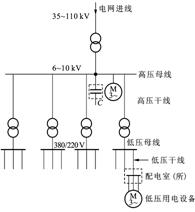 电网进线
35~110 kV
6~10 kV
高压母线
C
M
3~
高压干线
低压母线
380/220 V
低压干线
配电室(所)
M
3~
低压用电设备